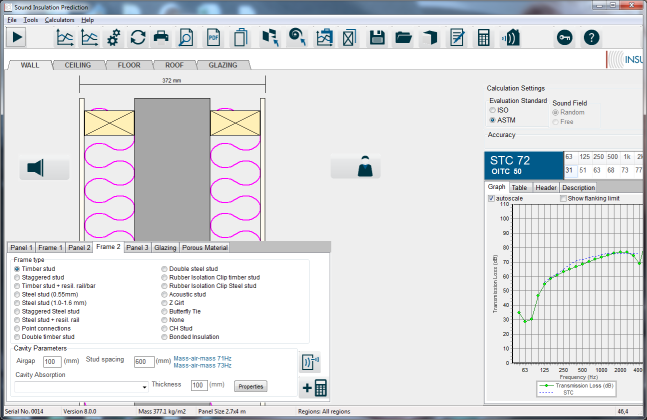 Sound Insulation Prediction
File Tools Calculators Help
PDF
WALL CEILING FLOOR ROOF GLAZING
INSU
372 mm
Calculation Settings
Evaluation Standard
Sound Field
ISO
Random
ASTM
Free
Accuracy
STC 72
OITC 50
63 125 250 500 1k 2k
31 51 63 68 73 77
Graph Table Header Description
autoscale
Show flanking limit
Transmission Loss (dB)
110
100
90
80
70
60
50
40
30
20
10
0
63 125 250 500 1000 2000 4000
Frequency (Hz)
Transmission Loss (dB)
STC
Panel 1 Frame 1 Panel 2 Frame 2 Panel 3 Glazing Porous Material
Frame type
Timber stud
Double steel stud
Staggered stud
Rubber Isolation Clip timber stud
Timber stud + resil. rail/bar
Rubber Isolation Clip Steel stud
Steel stud (0.55mm)
Acoustic stud
Steel stud (1.0-1.6 mm)
Z Girt
Staggered Steel stud
Butterfly Tie
Steel stud + resil. rail
None
Point connections
CH Stud
Double timber stud
Bonded Insulation
Cavity Parameters
Airgap 100 (mm) Stud spacing 600 (mm)
Mass-air-mass 71Hz
Mass-air-mass 73Hz
Cavity Absorption
Thickness 100 (mm) Properties
Serial No. 0014 Version 8.0.0 Mass 377.1 kg/m2 Panel Size 2.7x4 m Regions: All regions 46,4